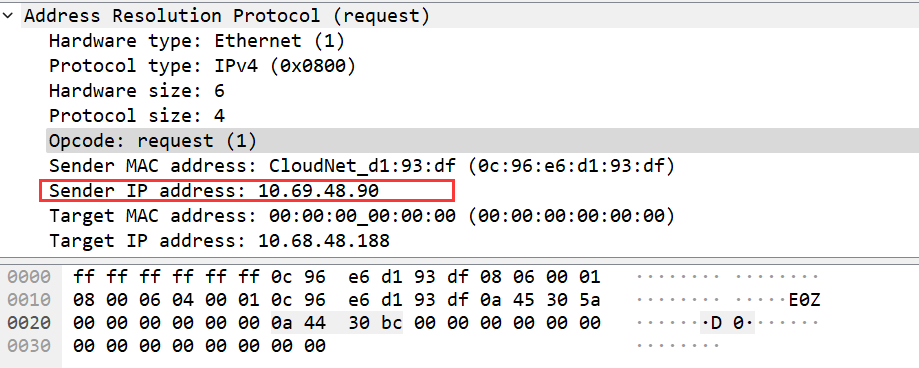 Address Resolution Protocol (request)
Hardware type: Ethernet (1)
Protocol type: IPv4 (0x0800)
Hardware size: 6
Protocol size: 4
Opcode: request (1)
Sender MAC address: CloudNet_d1:93:df (0c:96:e6:d1:93:df)
Sender IP address: 10.69.48.90
Target MAC address: 00:00:00_00:00:00 (00:00:00:00:00:00)
Target IP address: 10.68.48.188
0000 ff ff ff ff ff ff 0c 96 e6 d1 93 df 08 06 00 01 ········ ········
0010 08 00 06 04 00 01 0c 96 e6 d1 93 df 0a 45 30 5a ········ ·····E0Z
0020 00 00 00 00 00 00 0a 44 30 bc 00 00 00 00 00 00 ·······D 0·······
0030 00 00 00 00 00 00 00 00 ········